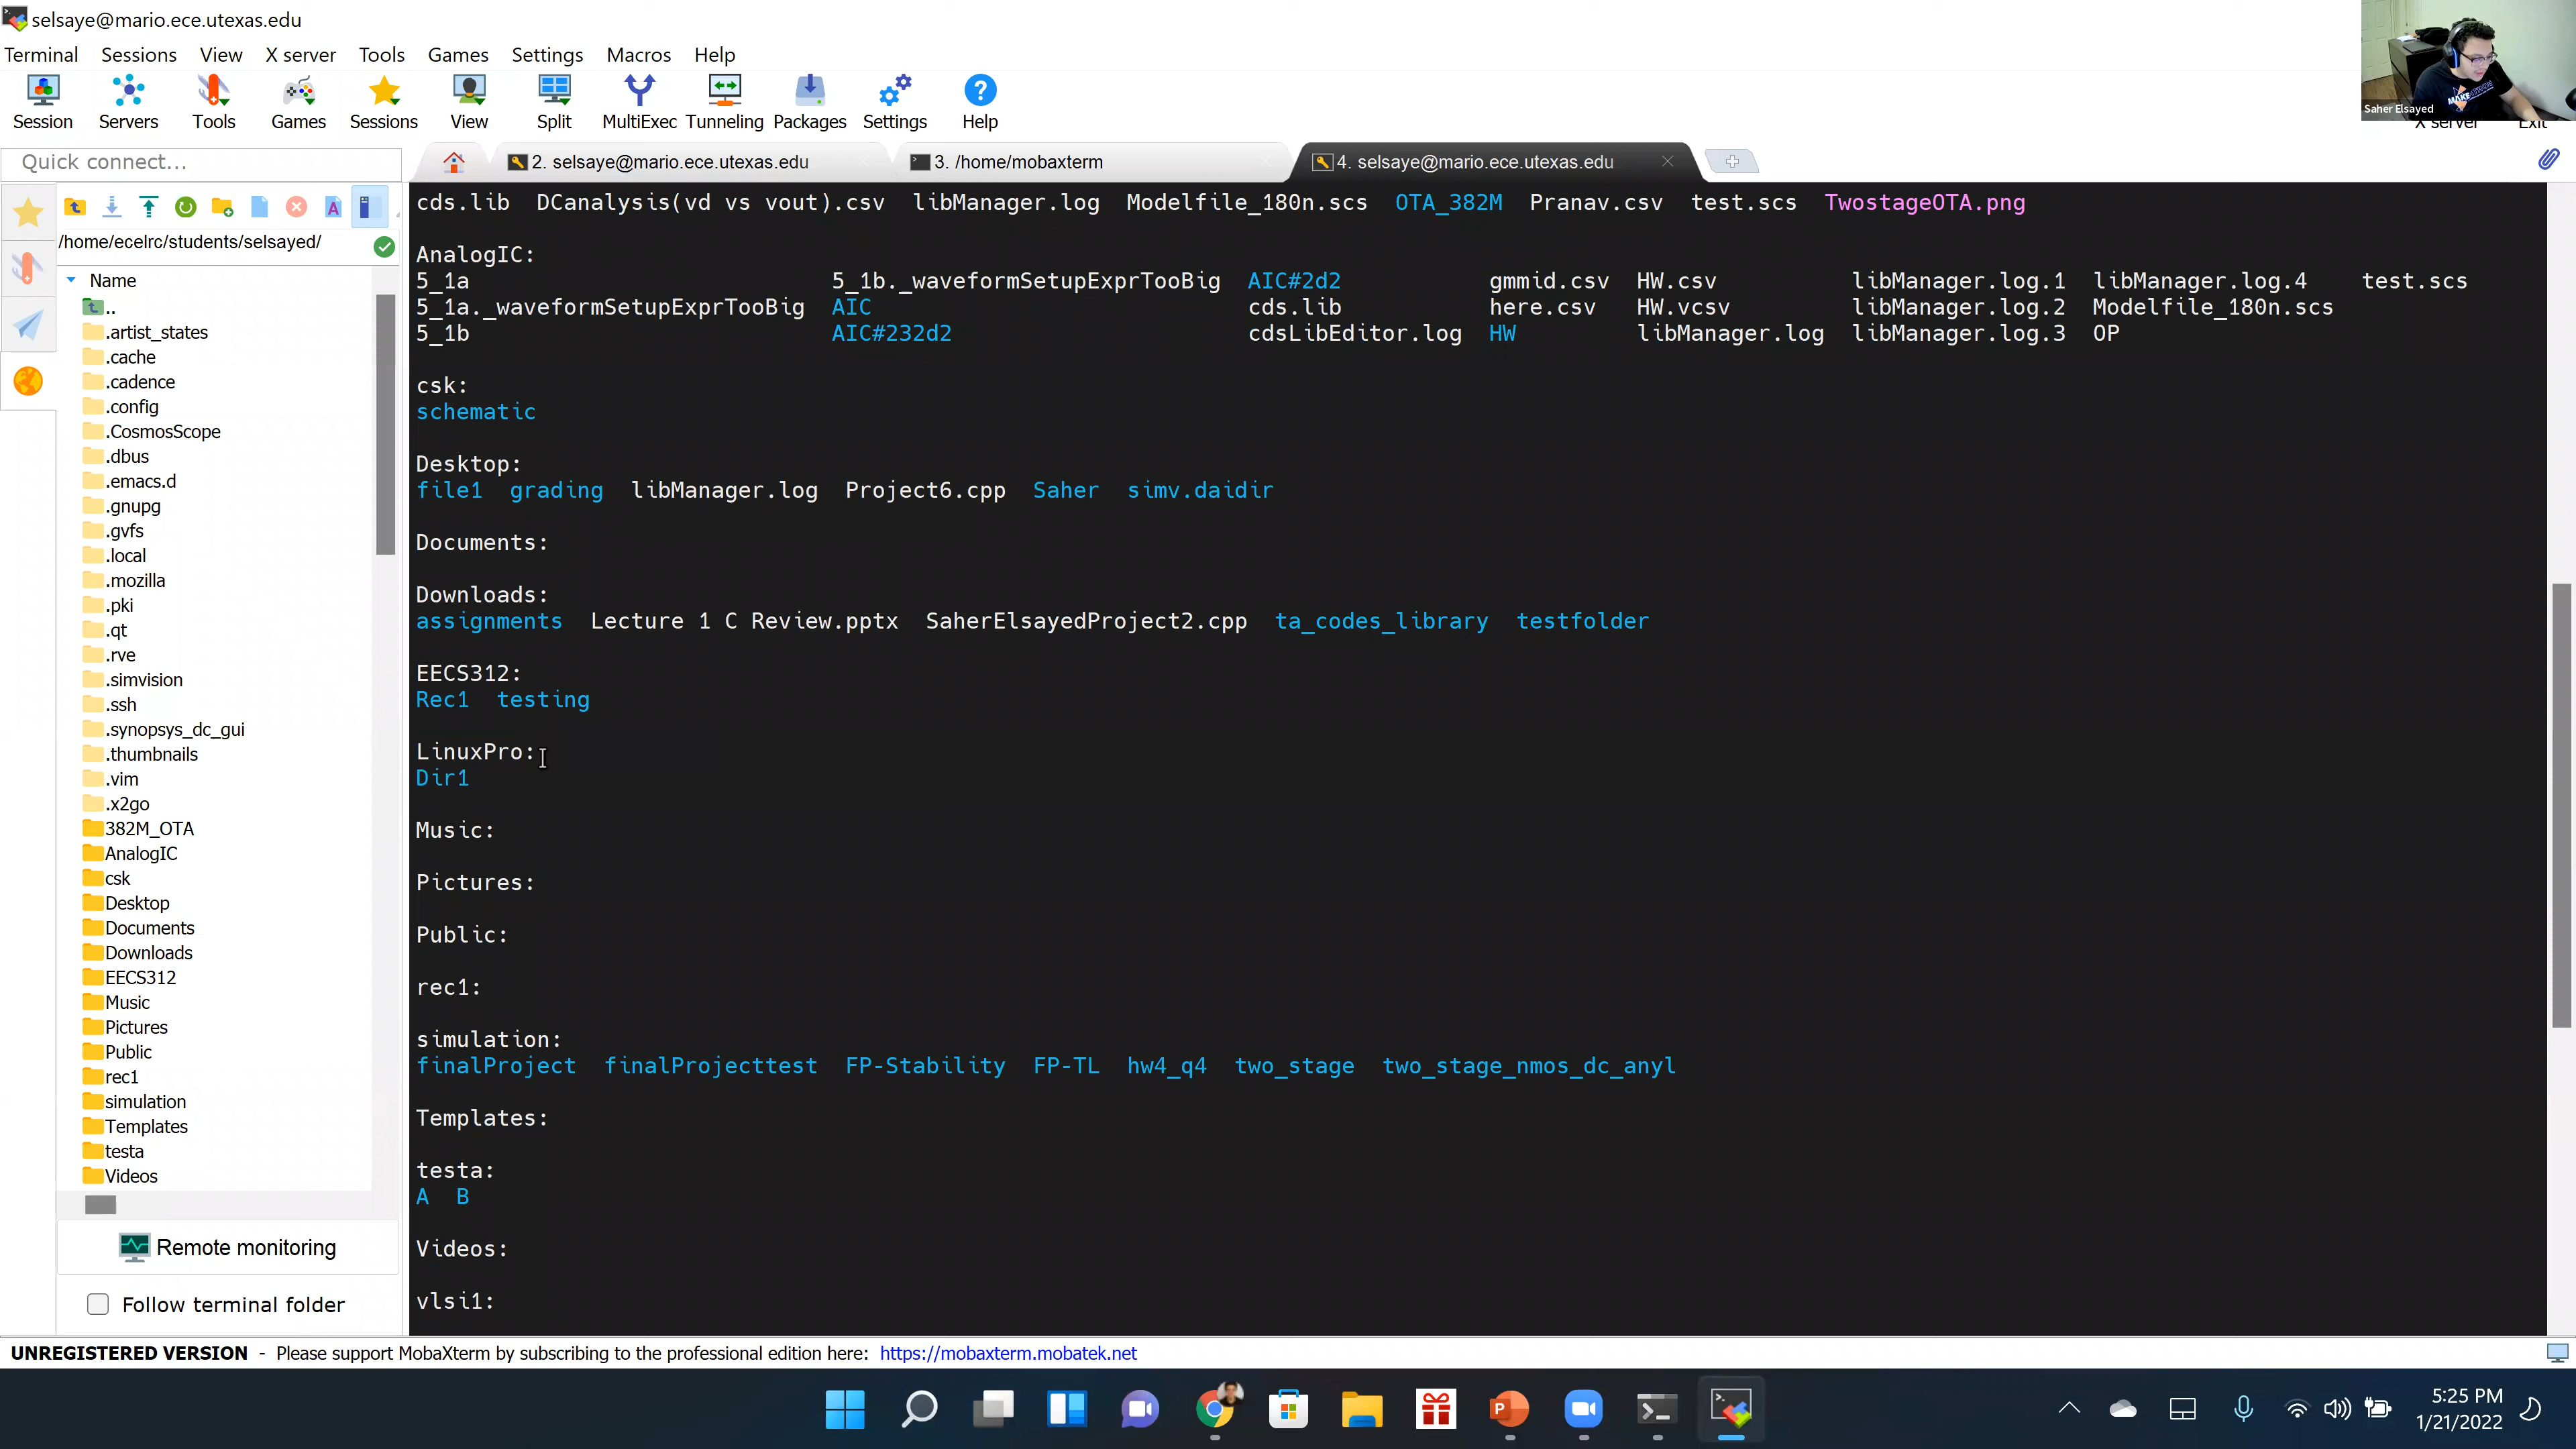 selsaye@mario.ece.utexas.edu
Terminal Sessions View X server Tools Games Settings Macros Help
Session Servers Tools Games Sessions View Split MultiExec Tunneling Packages Settings Help
X server Exit
Saher Elsayed
MAKE
Quick connect...
2. selsaye@mario.ece.utexas.edu
3. /home/mobaxterm
4. selsaye@mario.ece.utexas.edu
/home/ecelrc/students/selsayed/
Name
..
.artist_states
.cache
.cadence
.config
.CosmosScope
.dbus
.emacs.d
.gnupg
.gvfs
.local
.mozilla
.pki
.qt
.rve
.simvision
.ssh
.synopsys_dc_gui
.thumbnails
.vim
.x2go
382M_OTA
AnalogIC
csk
Desktop
Documents
Downloads
EECS312
Music
Pictures
Public
rec1
simulation
Templates
testa
Videos
Remote monitoring
Follow terminal folder
cds.lib DCanalysis(vd vs vout).csv libManager.log Modelfile_180n.scs OTA_382M Pranav.csv test.scs TwostageOTA.png
AnalogIC:
5_1a 5_1b._waveformSetupExprTooBig AIC#2d2 gmmid.csv HW.csv libManager.log.1 libManager.log.4 test.scs
5_1a._waveformSetupExprTooBig AIC cds.lib here.csv HW.vcsv libManager.log.2 Modelfile_180n.scs
5_1b AIC#232d2 cdsLibEditor.log HW libManager.log libManager.log.3 OP
csk:
schematic
Desktop:
file1 grading libManager.log Project6.cpp Saher simv.daidir
Documents:
Downloads:
assignments Lecture 1 C Review.pptx SaherElsayedProject2.cpp ta_codes_library testfolder
EECS312:
Rec1 testing
LinuxPro:
Dir1
Music:
Pictures:
Public:
rec1:
simulation:
finalProject finalProjecttest FP-Stability FP-TL hw4_q4 two_stage two_stage_nmos_dc_anyl
Templates:
testa:
A B
Videos:
vlsi1:
UNREGISTERED VERSION - Please support MobaXterm by subscribing to the professional edition here: https://mobaxterm.mobatek.net
5:25 PM
1/21/2022